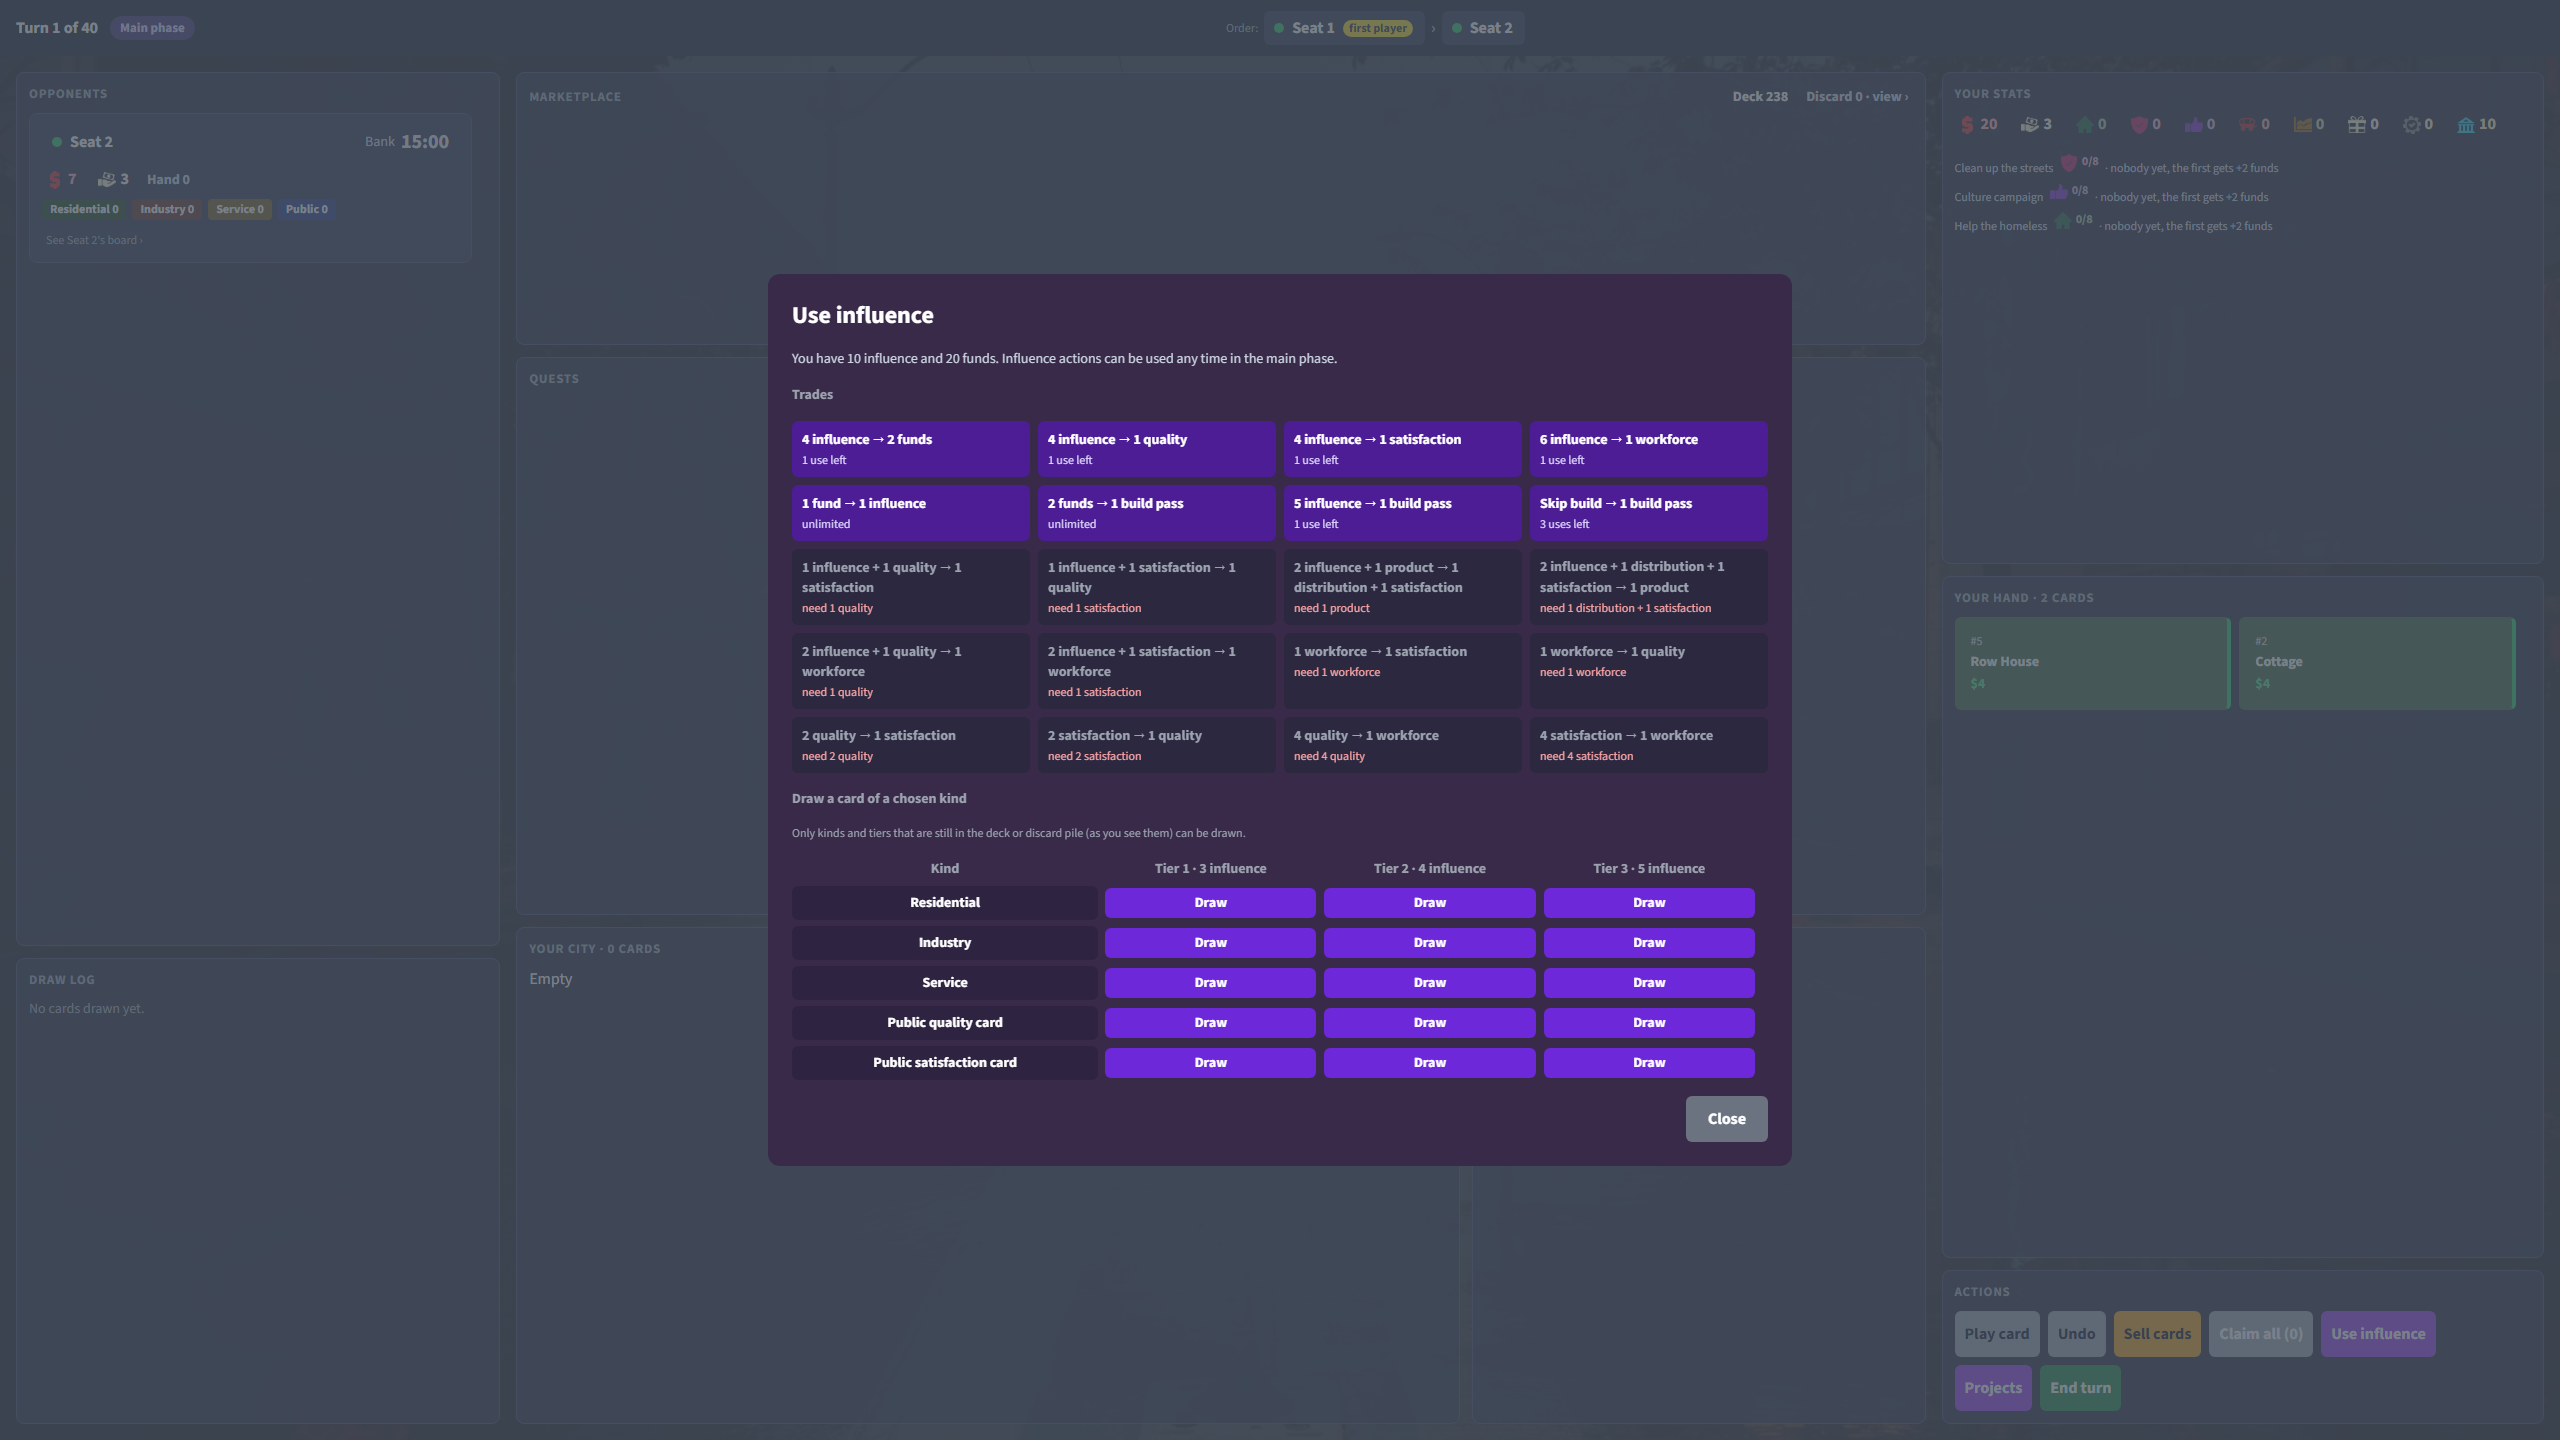 Turn 1 of 40
Main phase
Order:
Seat 1
first player
›
Seat 2
OPPONENTS
Seat 2
Bank 15:00
7
3
Hand 0
Residential 0
Industry 0
Service 0
Public 0
See Seat 2's board ›
DRAW LOG
No cards drawn yet.
MARKETPLACE
Deck 238
Discard 0 · view ›
QUESTS
YOUR CITY · 0 CARDS
Empty
Use influence
You have 10 influence and 20 funds. Influence actions can be used any time in the main phase.
Trades
4 influence → 2 funds
1 use left
4 influence → 1 quality
1 use left
4 influence → 1 satisfaction
1 use left
6 influence → 1 workforce
1 use left
1 fund → 1 influence
unlimited
2 funds → 1 build pass
unlimited
5 influence → 1 build pass
1 use left
Skip build → 1 build pass
3 uses left
1 influence + 1 quality → 1
satisfaction
need 1 quality
1 influence + 1 satisfaction → 1
quality
need 1 satisfaction
2 influence + 1 product → 1
distribution + 1 satisfaction
need 1 product
2 influence + 1 distribution + 1
satisfaction → 1 product
need 1 distribution + 1 satisfaction
2 influence + 1 quality → 1
workforce
need 1 quality
2 influence + 1 satisfaction → 1
workforce
need 1 satisfaction
1 workforce → 1 satisfaction
need 1 workforce
1 workforce → 1 quality
need 1 workforce
2 quality → 1 satisfaction
need 2 quality
2 satisfaction → 1 quality
need 2 satisfaction
4 quality → 1 workforce
need 4 quality
4 satisfaction → 1 workforce
need 4 satisfaction
Draw a card of a chosen kind
Only kinds and tiers that are still in the deck or discard pile (as you see them) can be drawn.
Kind Tier 1 · 3 influence Tier 2 · 4 influence Tier 3 · 5 influence
Residential Draw Draw Draw
Industry Draw Draw Draw
Service Draw Draw Draw
Public quality card Draw Draw Draw
Public satisfaction card Draw Draw Draw
Close
YOUR STATS
20 3 0 0 0 0 0 0 0 10
Clean up the streets 0/8 · nobody yet, the first gets +2 funds
Culture campaign 0/8 · nobody yet, the first gets +2 funds
Help the homeless 0/8 · nobody yet, the first gets +2 funds
YOUR HAND · 2 CARDS
#5
Row House
$4
#2
Cottage
$4
ACTIONS
Play card
Undo
Sell cards
Claim all (0)
Use influence
Projects
End turn